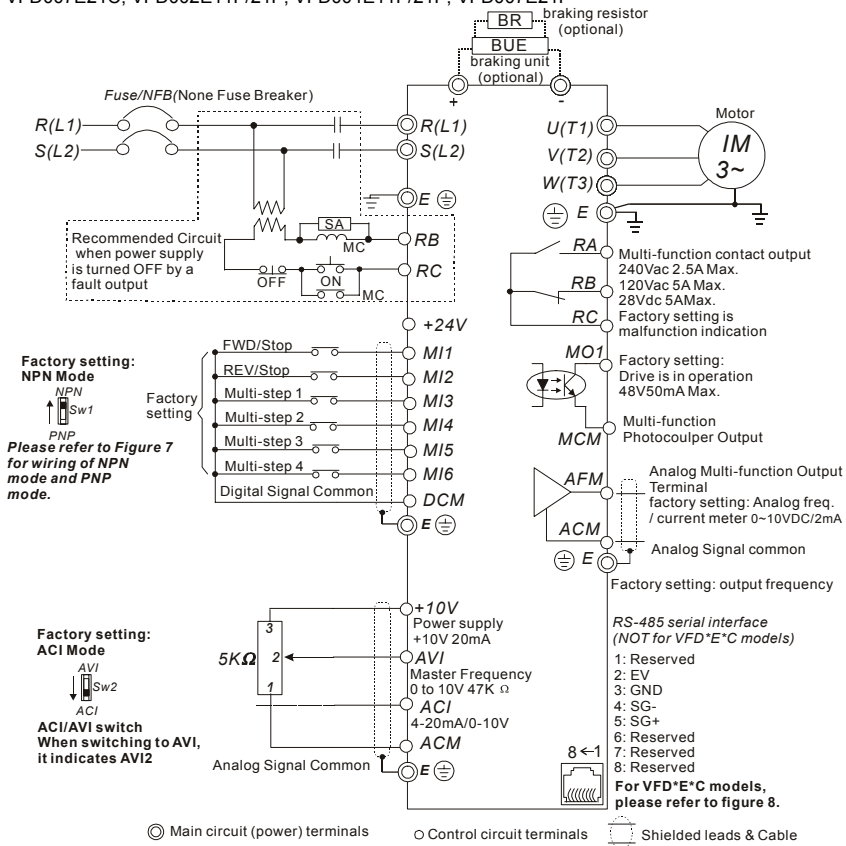 BR
braking resistor
(optional)
BUE
braking unit
(optional)
+
-
Fuse/NFB(None Fuse Breaker)
R(L1)
S(L2)
R(L1)
S(L2)
E
Recommended Circuit
when power supply
is turned OFF by a
fault output
SA
MC
OFF
ON
MC
RB
RC
U(T1)
V(T2)
W(T3)
E
Motor
IM
3~
RA
RB
RC
Multi-function contact output
240Vac 2.5A Max.
120Vac 5A Max.
28Vdc 5AMax.
Factory setting is
malfunction indication
MO1
MCM
Factory setting:
Drive is in operation
48V50mA Max.
Multi-function
Photocoulper Output
AFM
ACM
E
Analog Multi-function Output
Terminal
factory setting: Analog freq.
/ current meter 0~10VDC/2mA
Analog Signal common
Factory setting: output frequency
+24V
FWD/Stop
MI1
REV/Stop
MI2
Multi-step 1
MI3
Multi-step 2
MI4
Multi-step 3
MI5
Multi-step 4
MI6
Digital Signal Common
DCM
E
Factory
setting
Factory setting:
NPN Mode
NPN
Sw1
PNP
Please refer to Figure 7
for wiring of NPN
mode and PNP
mode.
+10V
Power supply
+10V 20mA
3
5KΩ
2
1
AVI
Master Frequency
0 to 10V 47K Ω
ACI
4-20mA/0-10V
ACM
Analog Signal Common
E
Factory setting:
ACI Mode
AVI
Sw2
ACI
ACI/AVI switch
When switching to AVI,
it indicates AVI2
RS-485 serial interface
(NOT for VFD*E*C models)
1: Reserved
2: EV
3: GND
4: SG-
5: SG+
6: Reserved
7: Reserved
8: Reserved
8←1
For VFD*E*C models,
please refer to figure 8.
Main circuit (power) terminals
Control circuit terminals
Shielded leads & Cable